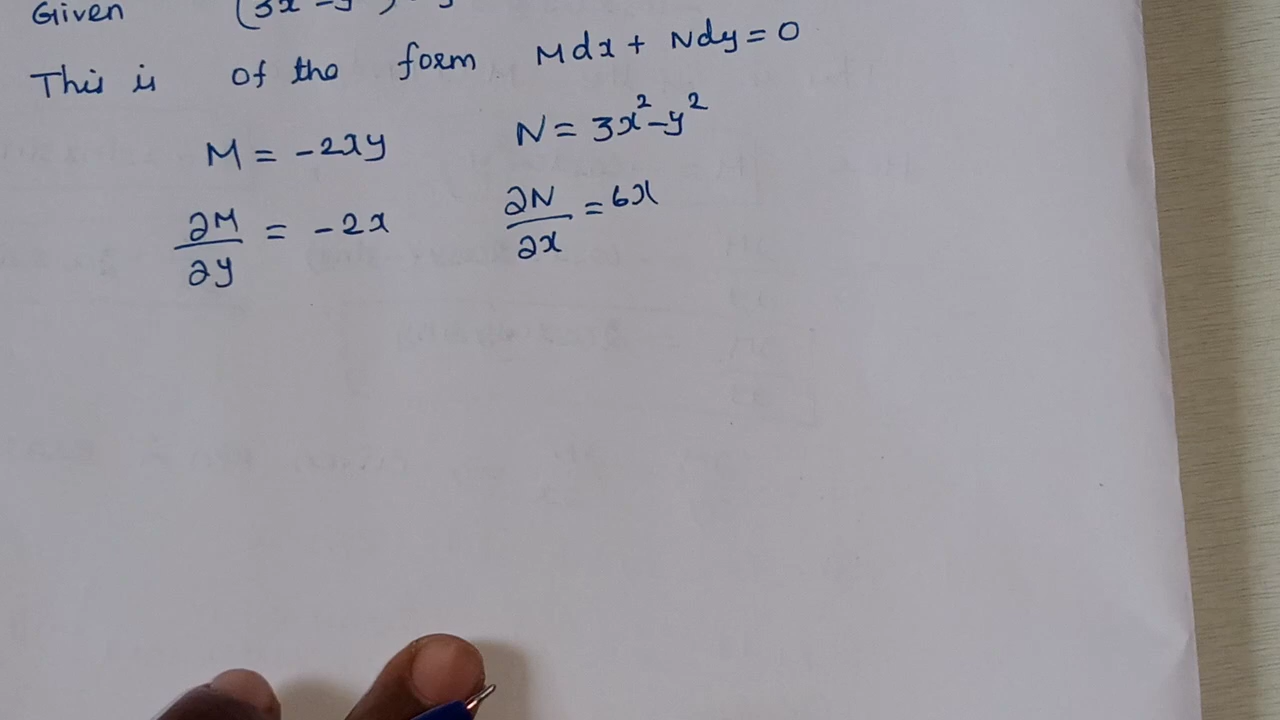 Given
This is of the form Mdx + Ndy = 0
M = -2xy N = 3x²-y²
∂M/∂y = -2x ∂N/∂x = 6x